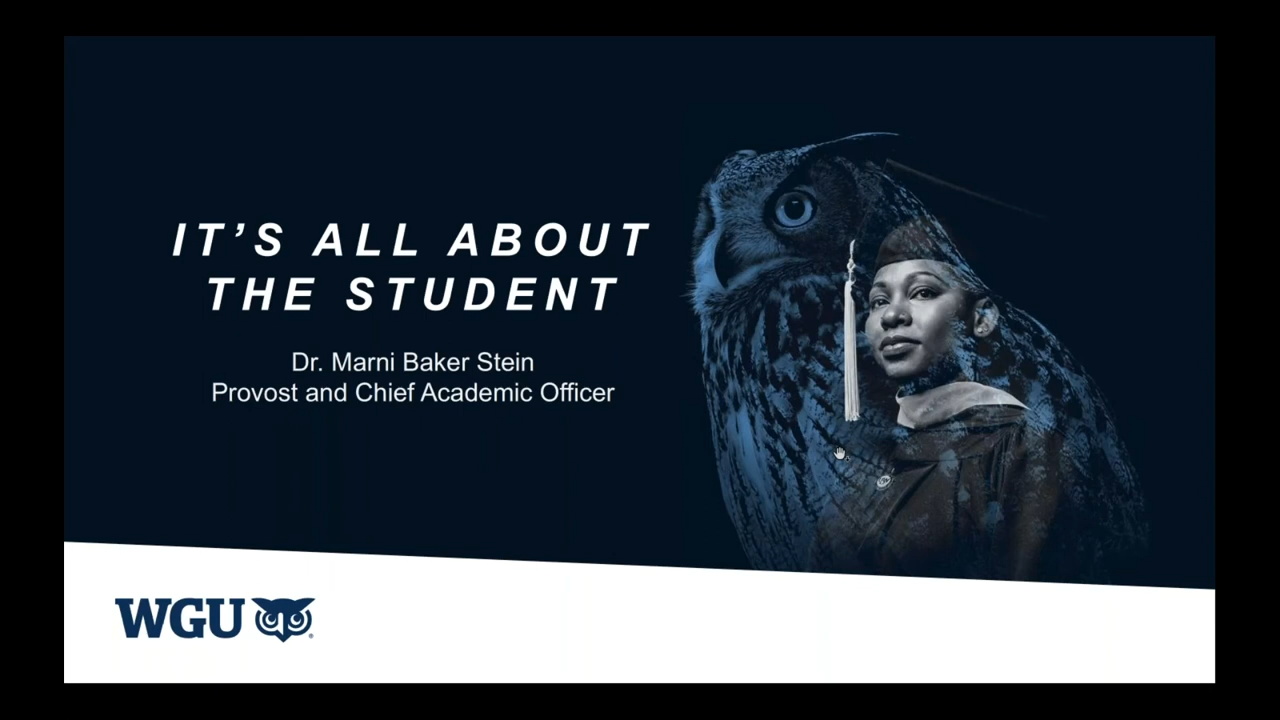 IT’S ALL ABOUT
THE STUDENT
Dr. Marni Baker Stein
Provost and Chief Academic Officer
WGU